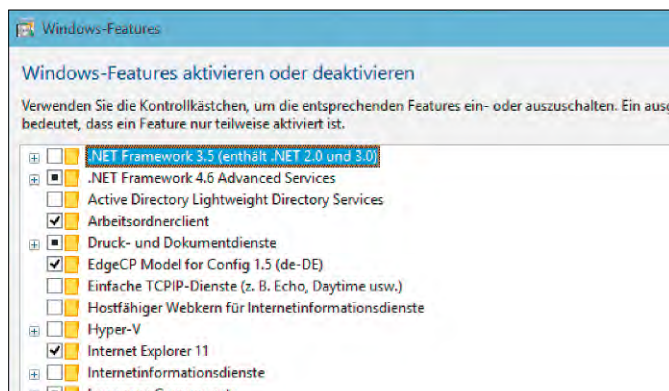 Windows-Features
Windows-Features aktivieren oder deaktivieren
Verwenden Sie die Kontrollkästchen, um die entsprechenden Features ein- oder auszuschalten. Ein
bedeutet, dass ein Feature nur teilweise aktiviert ist.
.NET Framework 3.5 (enthält .NET 2.0 und 3.0)
.NET Framework 4.6 Advanced Services
Active Directory Lightweight Directory Services
Arbeitsordnerclient
Druck- und Dokumentdienste
EdgeCP Model for Config 1.5 (de-DE)
Einfache TCPIP-Dienste (z. B. Echo, Daytime usw.)
Hostfähiger Webkern für Internetinformationsdienste
Hyper-V
Internet Explorer 11
Internetinformationsdienste